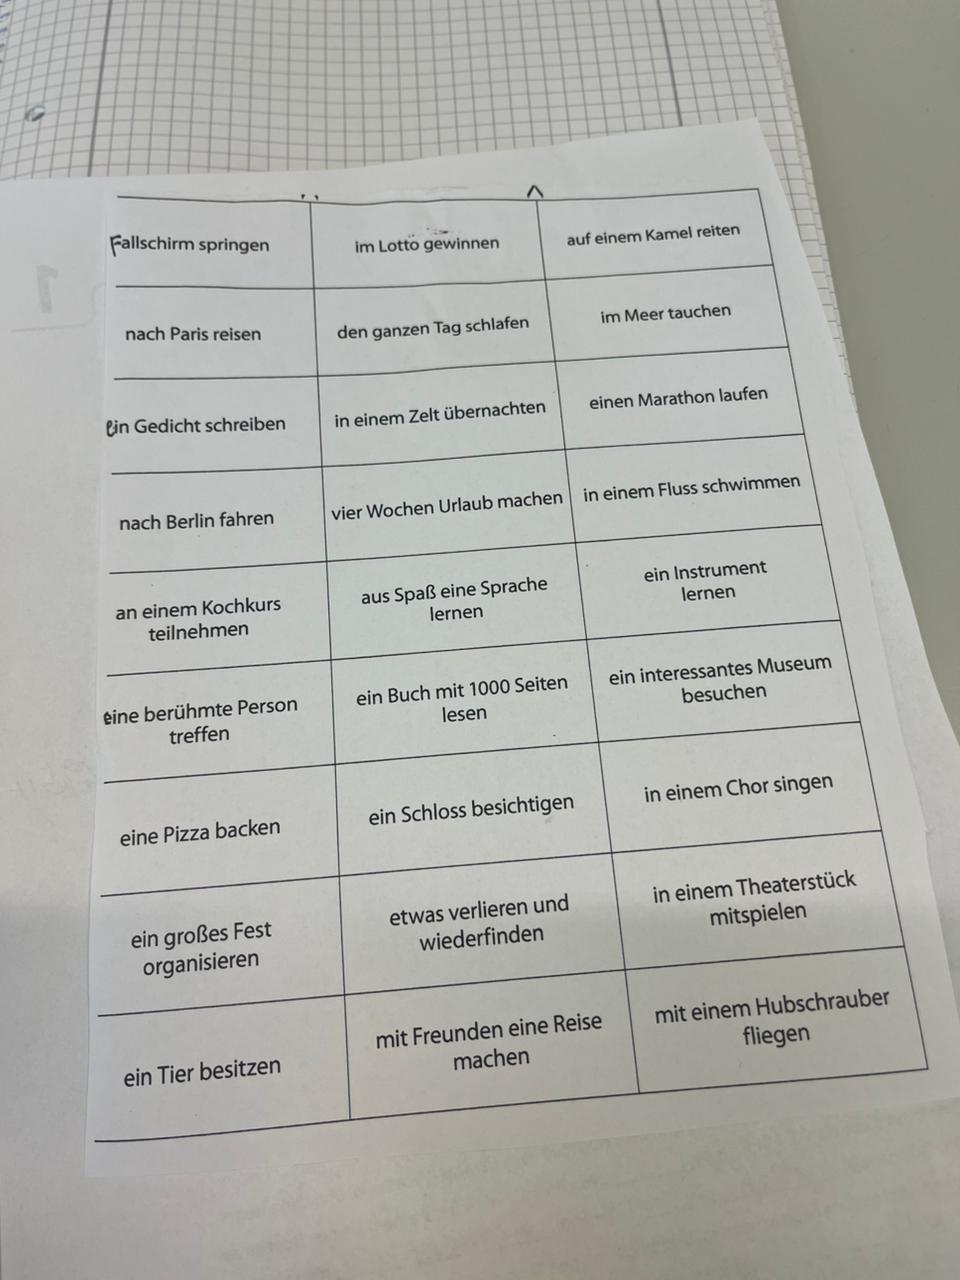 Fallschirm springen
im Lotto gewinnen
auf einem Kamel reiten
nach Paris reisen
den ganzen Tag schlafen
im Meer tauchen
ein Gedicht schreiben
in einem Zelt übernachten
einen Marathon laufen
nach Berlin fahren
vier Wochen Urlaub machen
in einem Fluss schwimmen
an einem Kochkurs
teilnehmen
aus Spaß eine Sprache
lernen
ein Instrument
lernen
eine berühmte Person
treffen
ein Buch mit 1000 Seiten
lesen
ein interessantes Museum
besuchen
eine Pizza backen
ein Schloss besichtigen
in einem Chor singen
ein großes Fest
organisieren
etwas verlieren und
wiederfinden
in einem Theaterstück
mitspielen
ein Tier besitzen
mit Freunden eine Reise
machen
mit einem Hubschrauber
fliegen